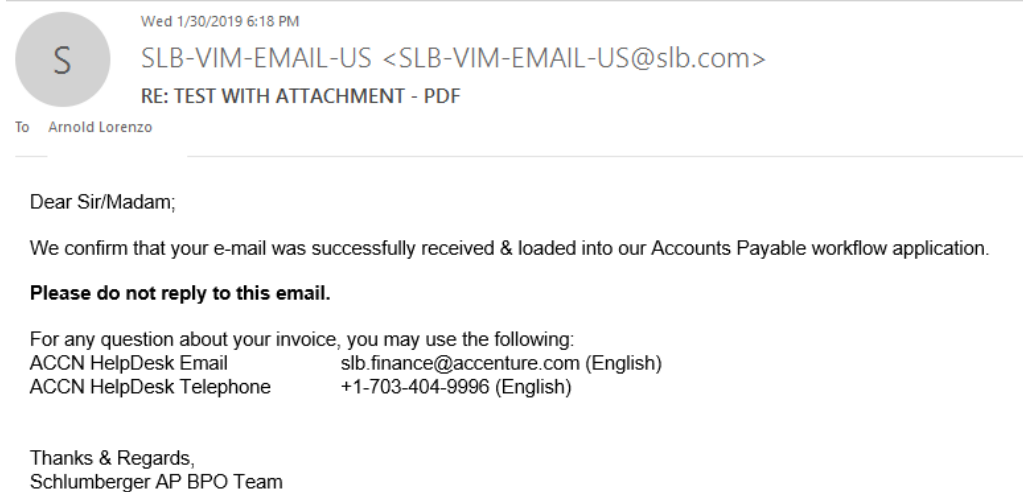 Wed 1/30/2019 6:18 PM
S
SLB-VIM-EMAIL-US <SLB-VIM-EMAIL-US@slb.com>
RE: TEST WITH ATTACHMENT - PDF
To Arnold Lorenzo
Dear Sir/Madam;
We confirm that your e-mail was successfully received & loaded into our Accounts Payable workflow application.
Please do not reply to this email.
For any question about your invoice, you may use the following:
ACCN HelpDesk Email slb.finance@accenture.com (English)
ACCN HelpDesk Telephone +1-703-404-9996 (English)
Thanks & Regards,
Schlumberger AP BPO Team